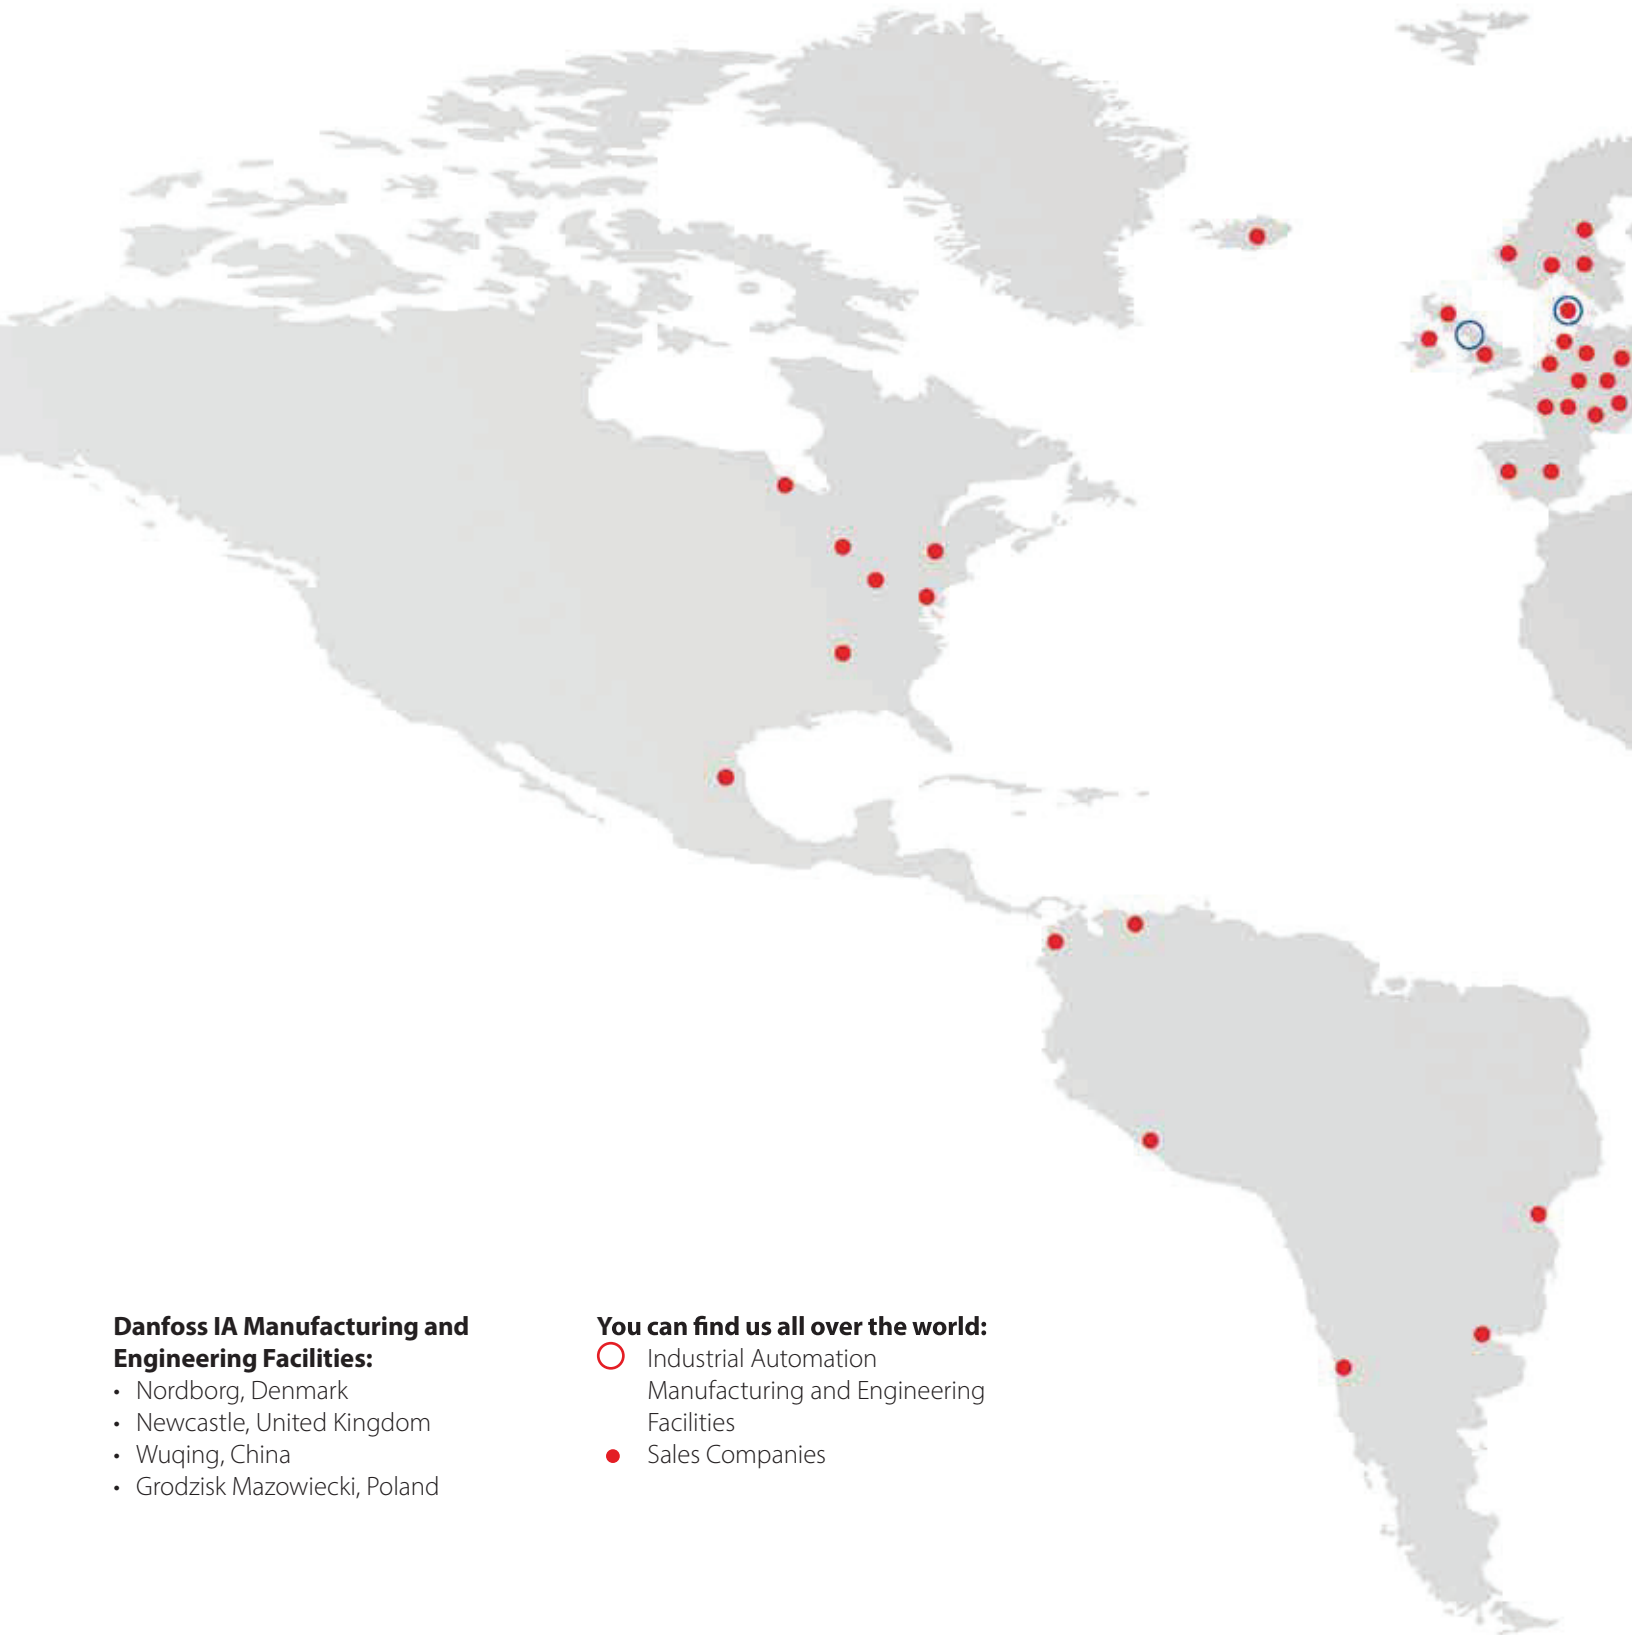 Danfoss IA Manufacturing and
Engineering Facilities:
• Nordborg, Denmark
• Newcastle, United Kingdom
• Wuqing, China
• Grodzisk Mazowiecki, Poland
You can find us all over the world:
Industrial Automation
Manufacturing and Engineering
Facilities
Sales Companies